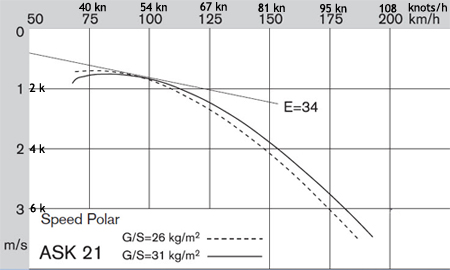 40 kn 54 kn 67 kn 81 kn 95 kn 108 knots/h
50 75 100 125 150 175 200 km/h
0
1 2 k
E=34
2 4 k
3 6 k
Speed Polar
m/s
G/S=26 kg/m²
ASK 21
G/S=31 kg/m²